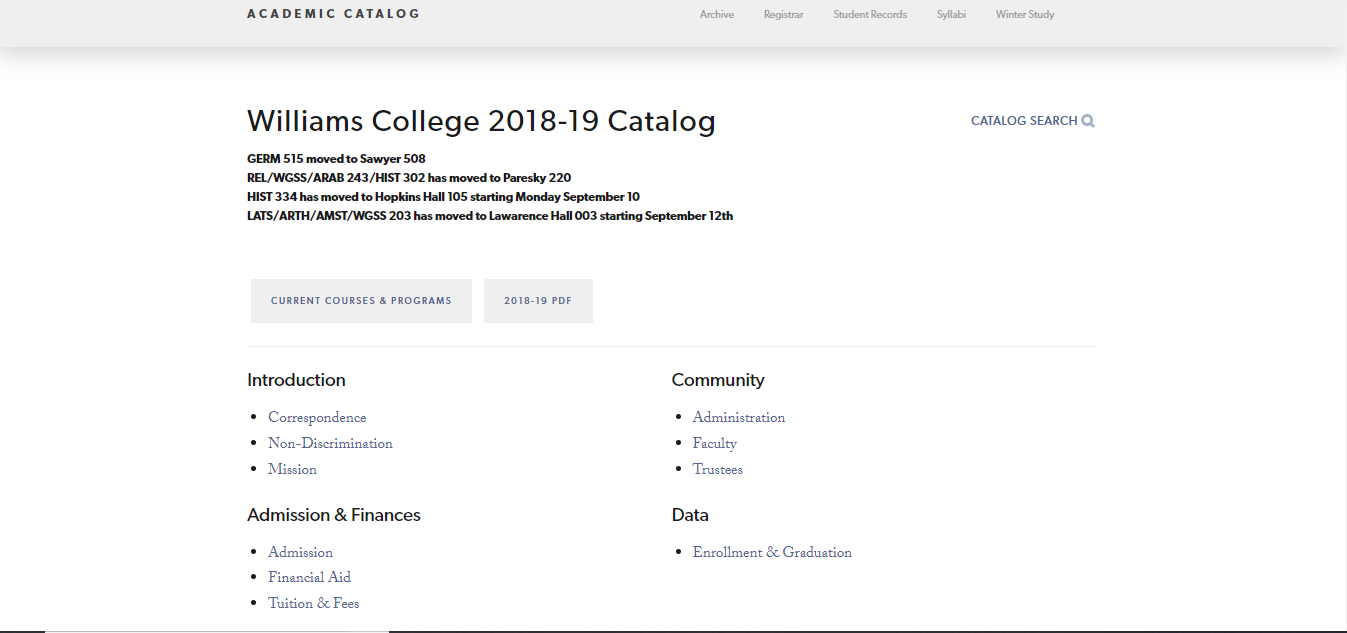 ACADEMIC CATALOG
Archive Registrar Student Records Syllabi Winter Study
Williams College 2018-19 Catalog
CATALOG SEARCH
GERM 515 moved to Sawyer 508
REL/WGSS/ARAB 243/HIST 302 has moved to Paresky 220
HIST 334 has moved to Hopkins Hall 105 starting Monday September 10
LATS/ARTH/AMST/WGSS 203 has moved to Lawarence Hall 003 starting September 12th
CURRENT COURSES & PROGRAMS
2018-19 PDF
Introduction
• Correspondence
• Non-Discrimination
• Mission
Community
• Administration
• Faculty
• Trustees
Admission & Finances
• Admission
• Financial Aid
• Tuition & Fees
Data
• Enrollment & Graduation